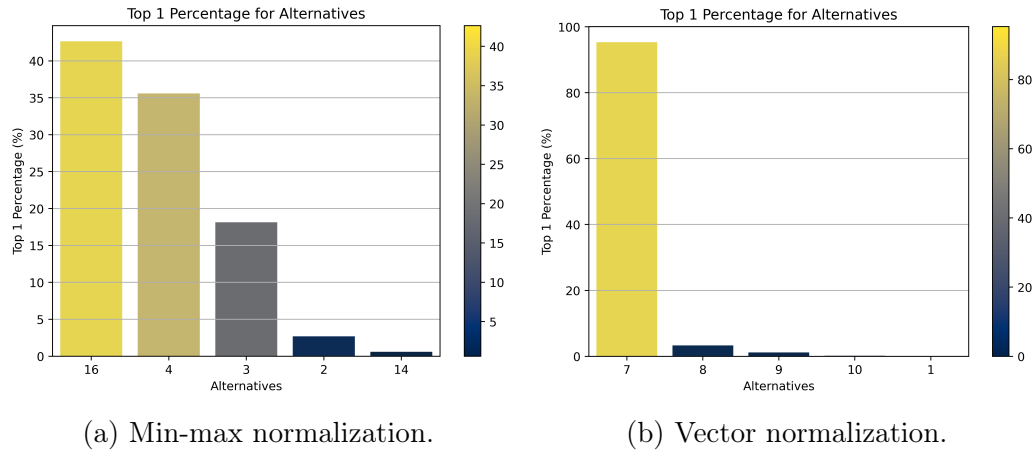 Top 1 Percentage for Alternatives
Top 1 Percentage (%)
40
35
30
25
20
15
10
5
0
16 4 3 2 14
Alternatives
40
35
30
25
20
15
10
5
(a) Min-max normalization.
Top 1 Percentage for Alternatives
Top 1 Percentage (%)
100
80
60
40
20
0
7 8 9 10 1
Alternatives
80
60
40
20
0
(b) Vector normalization.